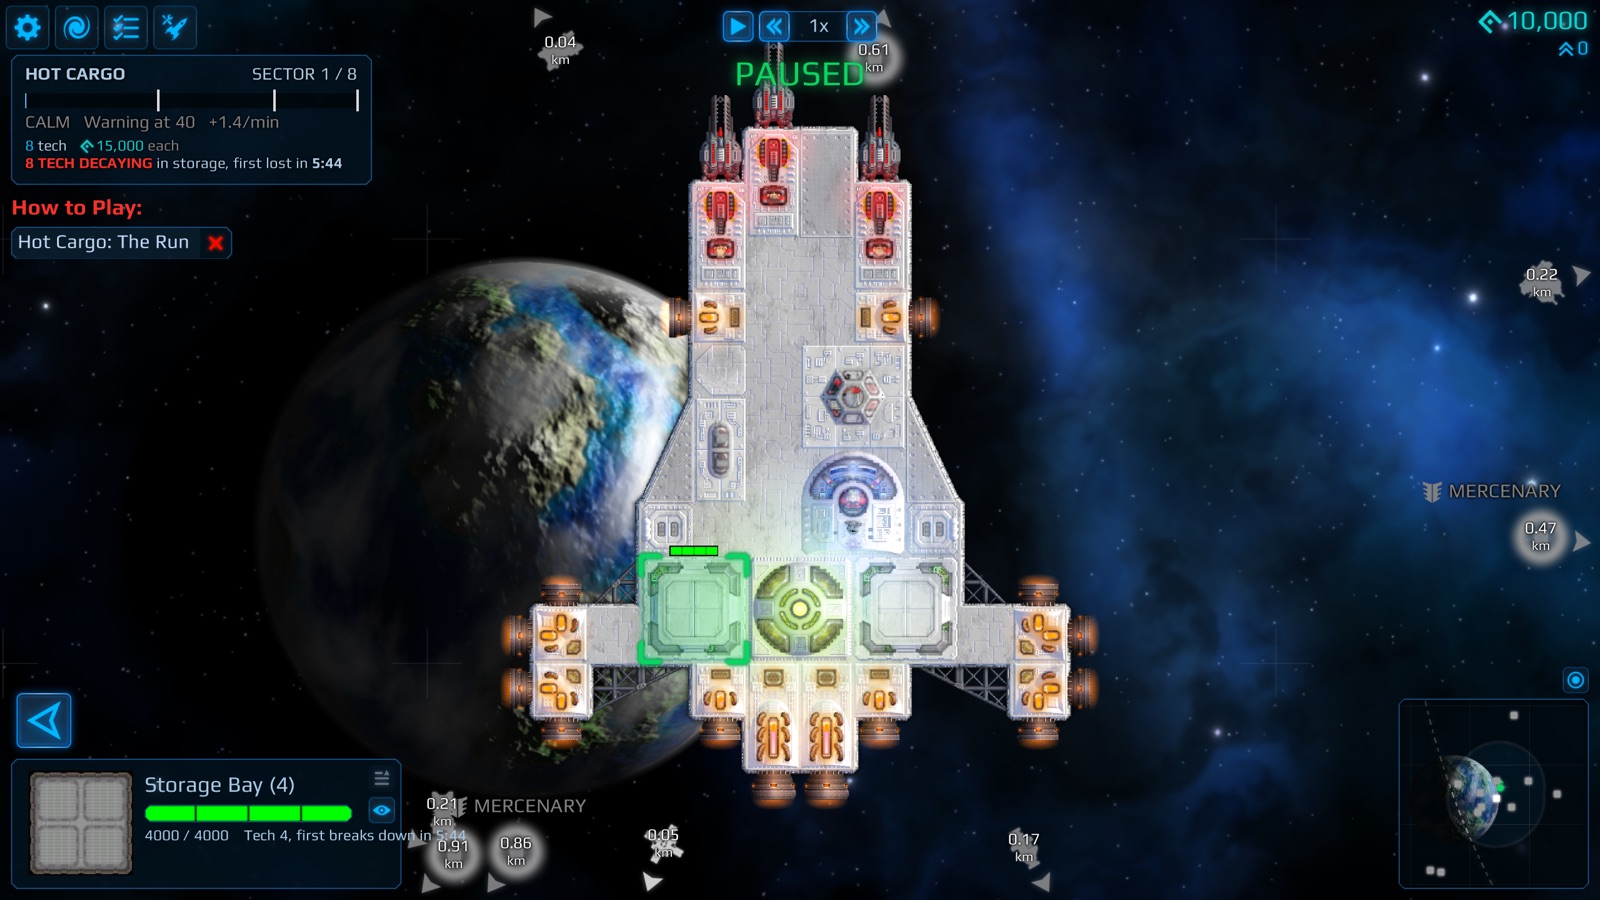 HOT CARGO SECTOR 1 / 8
CALM Warning at 40 +1.4/min
8 tech 15,000 each
8 TECH DECAYING in storage, first lost in 5:44
How to Play:
Hot Cargo: The Run
1x
PAUSED
10,000
0
0.04
km
0.61
km
0.22
km
MERCENARY
0.47
km
Storage Bay (4)
4000 / 4000 Tech 4, first breaks down in 5:44
0.21
km
MERCENARY
0.91
km
0.86
km
0.05
km
0.17
km